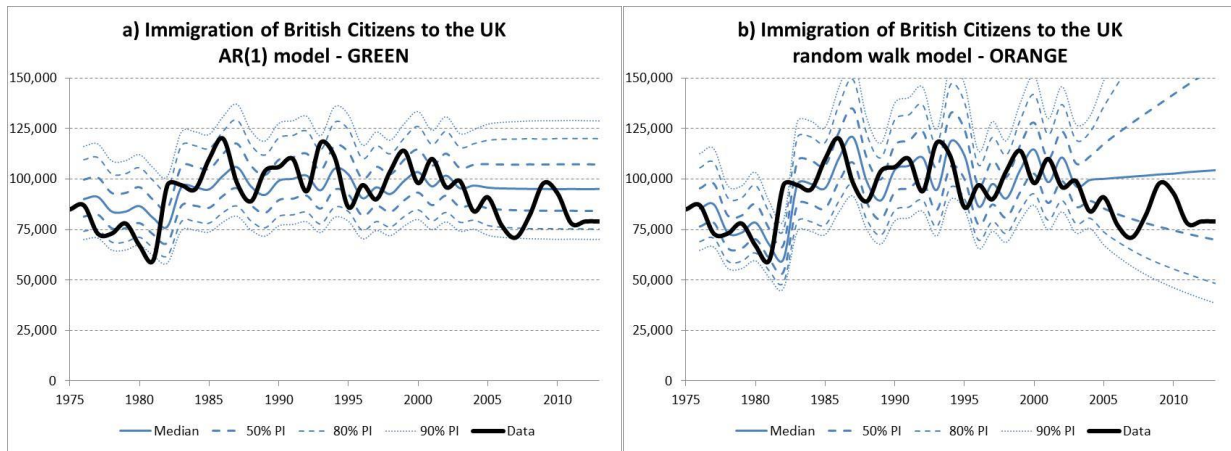 a) Immigration of British Citizens to the UK
AR(1) model - GREEN
150,000
125,000
100,000
75,000
50,000
25,000
0
1975 1980 1985 1990 1995 2000 2005 2010
Median 50% PI 80% PI 90% PI Data
b) Immigration of British Citizens to the UK
random walk model - ORANGE
150,000
125,000
100,000
75,000
50,000
25,000
0
1975 1980 1985 1990 1995 2000 2005 2010
Median 50% PI 80% PI 90% PI Data